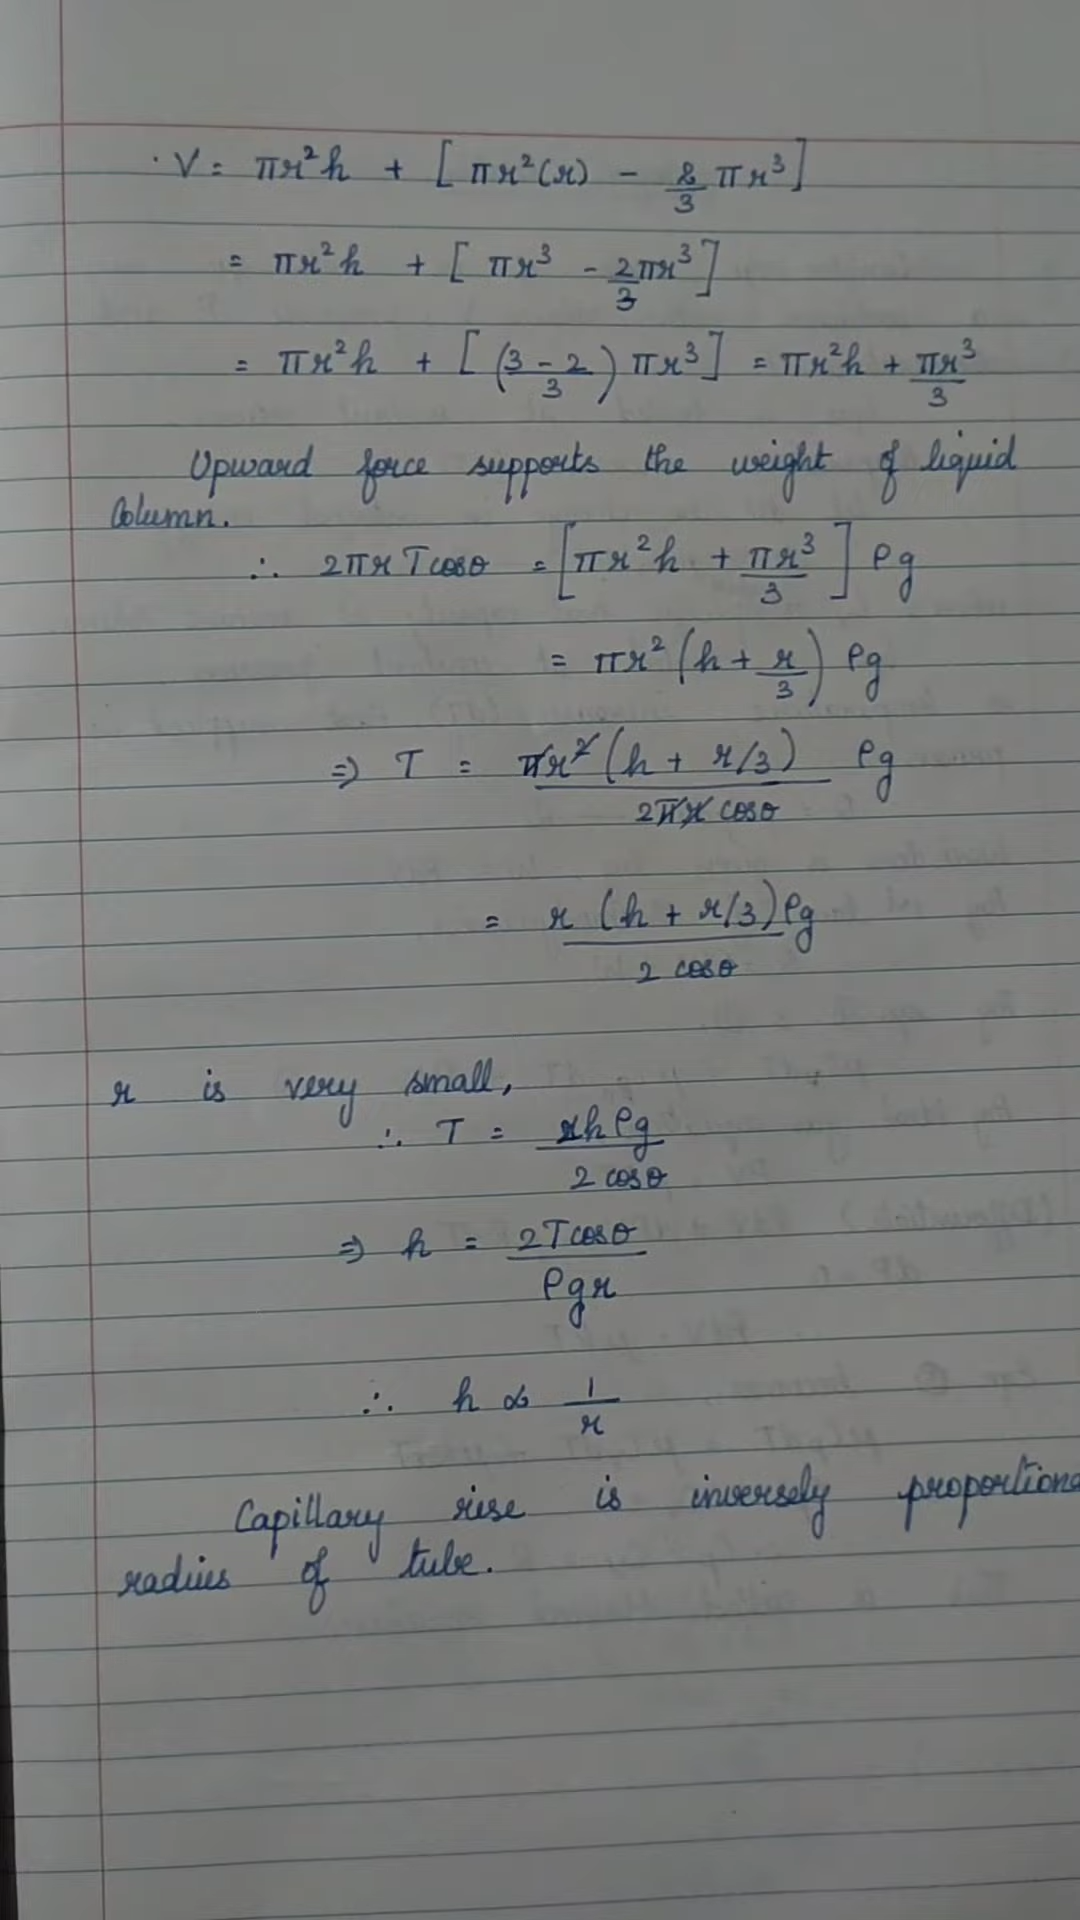 . V = πr²h + [πr²(r) - 2/3 πr³]
= πr²h + [πr³ - 2/3 πr³]
= πr²h + [(3-2/3) πr³] = πr²h + πr³/3
Upward force supports the weight of liquid
column.
∴ 2πr T cosθ = [πr²h + πr³/3] ρg
= πr² (h + r/3) ρg
⇒ T = πr² (h + r/3) ρg / 2πr cosθ
= r (h + r/3) ρg / 2 cosθ
r is very small,
∴ T = rhρg / 2 cosθ
⇒ h = 2T cosθ / ρgr
∴ h ∝ 1/r
Capillary rise is inversely proportiona
radius of tube.